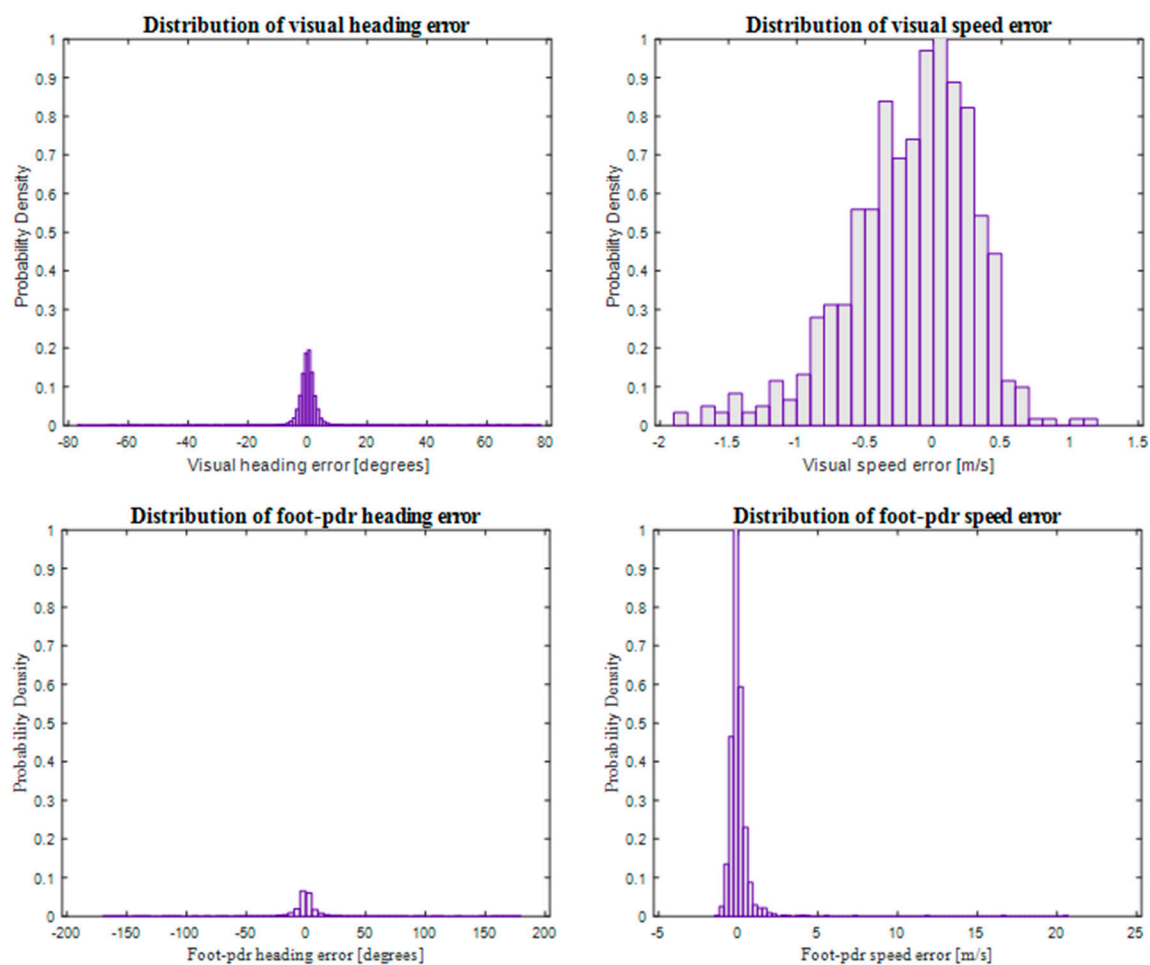 Distribution of visual heading error
1
0.9
0.8
0.7
0.6
0.5
0.4
0.3
0.2
0.1
0
Probability Density
-80 -60 -40 -20 0 20 40 60 80
Visual heading error [degrees]
Distribution of visual speed error
1
0.9
0.8
0.7
0.6
0.5
0.4
0.3
0.2
0.1
0
Probability Density
-2 -1.5 -1 -0.5 0 0.5 1 1.5
Visual speed error [m/s]
Distribution of foot-pdr heading error
1
0.9
0.8
0.7
0.6
0.5
0.4
0.3
0.2
0.1
0
Probability Density
-200 -150 -100 -50 0 50 100 150 200
Foot-pdr heading error [degrees]
Distribution of foot-pdr speed error
1
0.9
0.8
0.7
0.6
0.5
0.4
0.3
0.2
0.1
0
Probability Density
-5 0 5 10 15 20 25
Foot-pdr speed error [m/s]